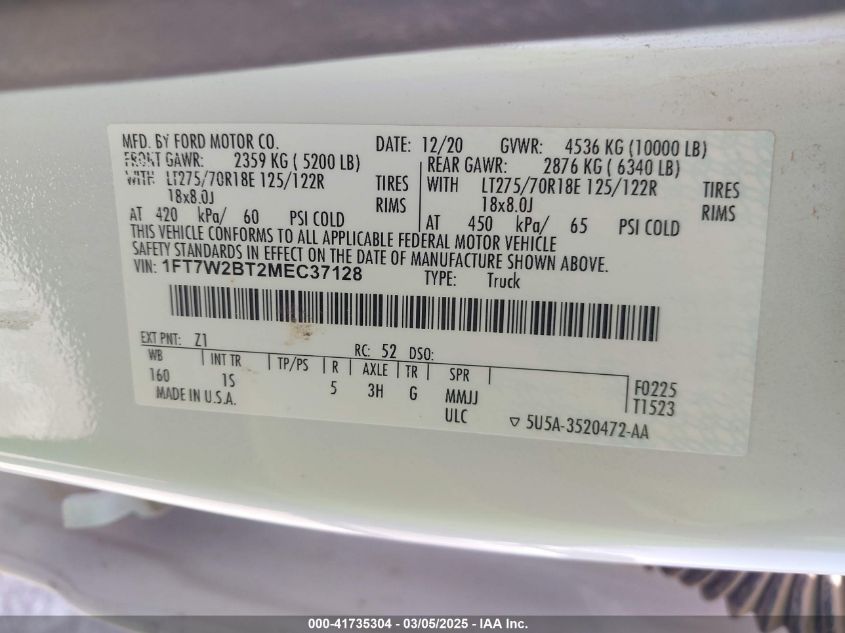 MFD. BY FORD MOTOR CO. DATE: 12/20 GVWR: 4536 KG (10000 LB)
FRONT GAWR: 2359 KG ( 5200 LB) REAR GAWR: 2876 KG ( 6340 LB)
WITH LT275/70R18E 125/122R TIRES WITH LT275/70R18E 125/122R TIRES
18x8.0J RIMS 18x8.0J RIMS
AT 420 kPa/ 60 PSI COLD AT 450 kPa/ 65 PSI COLD
THIS VEHICLE CONFORMS TO ALL APPLICABLE FEDERAL MOTOR VEHICLE
SAFETY STANDARDS IN EFFECT ON THE DATE OF MANUFACTURE SHOWN ABOVE.
VIN: 1FT7W2BT2MEC37128 TYPE: Truck
EXT PNT: Z1 RC: 52 DSO:
WB INT TR TP/PS R AXLE TR SPR F0225
160 1S 5 3H G MMJJ T1523
MADE IN U.S.A. ULC ▽ 5U5A-3520472-AA
000-41735304 - 03/05/2025 - IAA Inc.